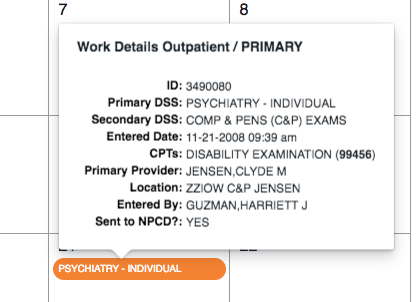 7
8
Work Details Outpatient / PRIMARY
ID: 3490080
Primary DSS: PSYCHIATRY - INDIVIDUAL
Secondary DSS: COMP & PENS (C&P) EXAMS
Entered Date: 11-21-2008 09:39 am
CPTs: DISABILITY EXAMINATION (99456)
Primary Provider: JENSEN,CLYDE M
Location: ZZIOW C&P JENSEN
Entered By: GUZMAN,HARRIETT J
Sent to NPCD?: YES
PSYCHIATRY - INDIVIDUAL